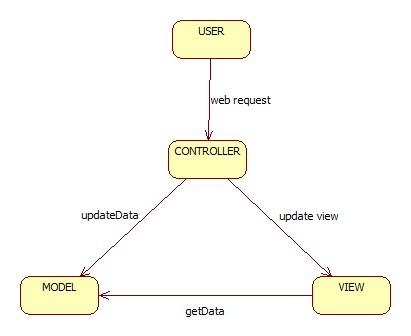 USER
web request
CONTROLLER
updateData
update view
MODEL
VIEW
getData